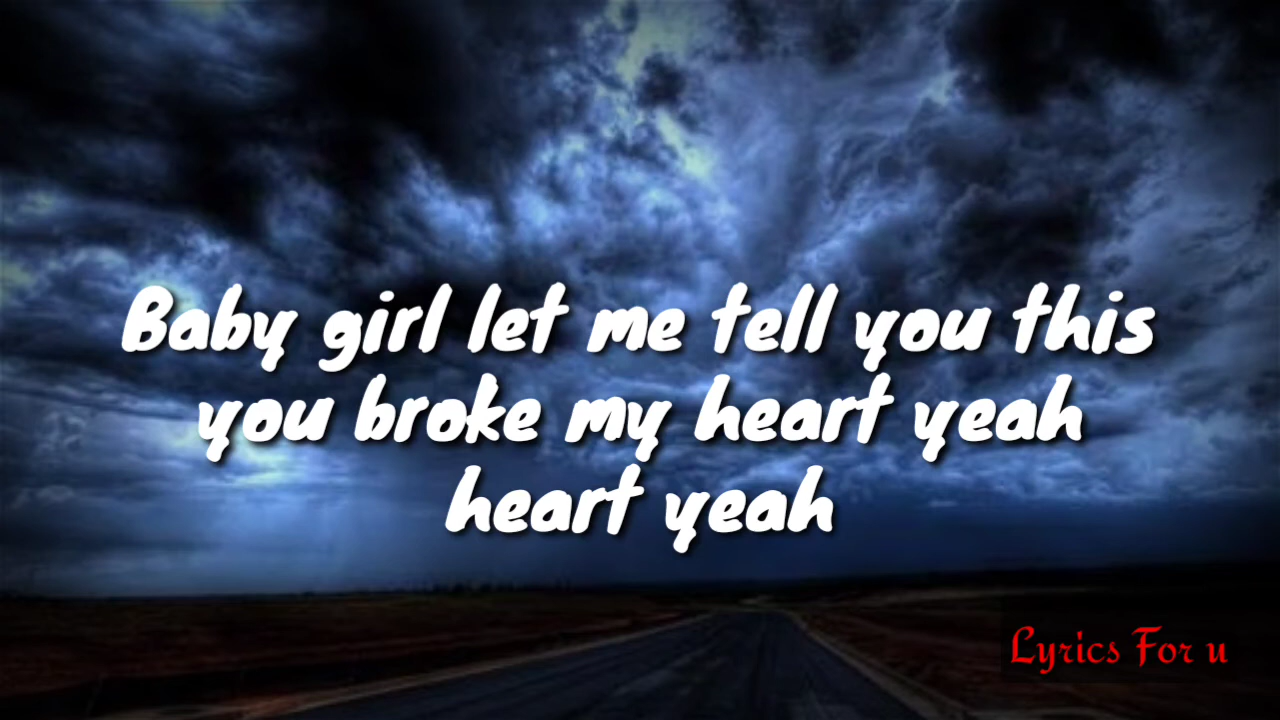 Baby girl let me tell you this
you broke my heart yeah
heart yeah
Lyrics For u